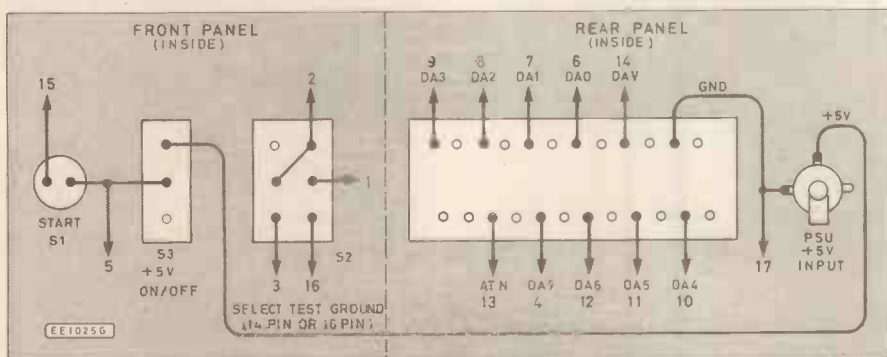 FRONT PANEL
(INSIDE)
REAR PANEL
(INSIDE)
15
2
9
DA3
8
DA2
7
DA1
6
DA0
14
DAV
GND
+5V
1
START
S1
5
S3
+5V
ON/OFF
3
16
S2
SELECT TEST GROUND
(14 PIN OR 16 PIN)
ATN
13
4
DA6
12
DA5
11
DA4
10
17
PSU
+5V
INPUT
EE1025G